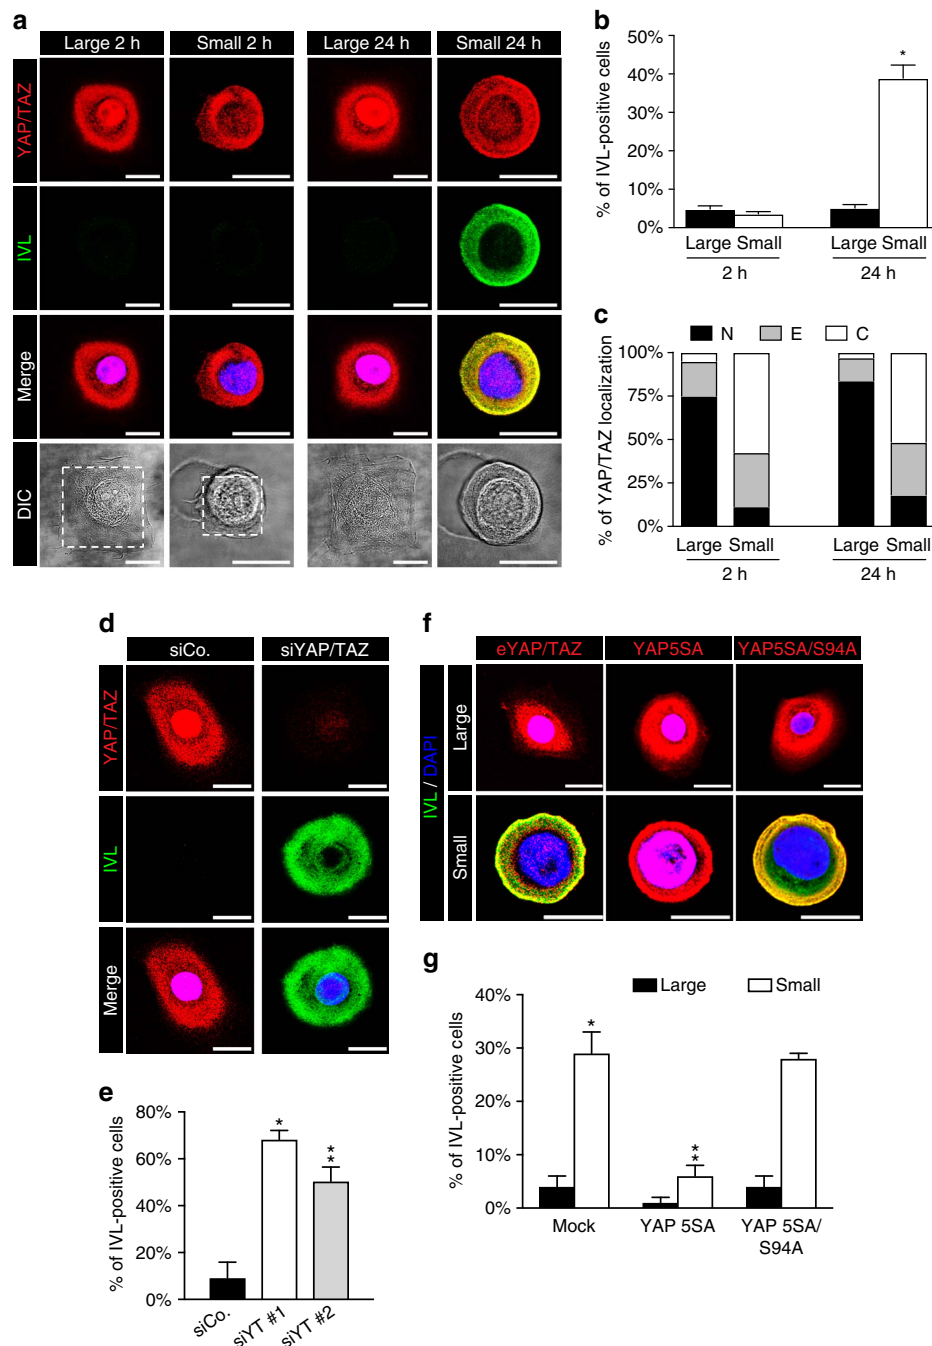 a
Large 2 h
Small 2 h
Large 24 h
Small 24 h
YAP/TAZ
IVL
Merge
DIC
b
% of IVL-positive cells
50%
40%
30%
20%
10%
0%
*
Large Small
Large Small
2 h
24 h
c
N
E
C
% of YAP/TAZ localization
100%
75%
50%
25%
0%
Large Small
Large Small
2 h
24 h
d
siCo.
siYAP/TAZ
YAP/TAZ
IVL
Merge
e
% of IVL-positive cells
80%
60%
40%
20%
0%
*
**
siCo.
siYT #1
siYT #2
f
eYAP/TAZ
YAP5SA
YAP5SA/S94A
IVL / DAPI
Large
Small
g
Large
Small
% of IVL-positive cells
40%
30%
20%
10%
0%
*
**
Mock
YAP 5SA
YAP 5SA/
S94A